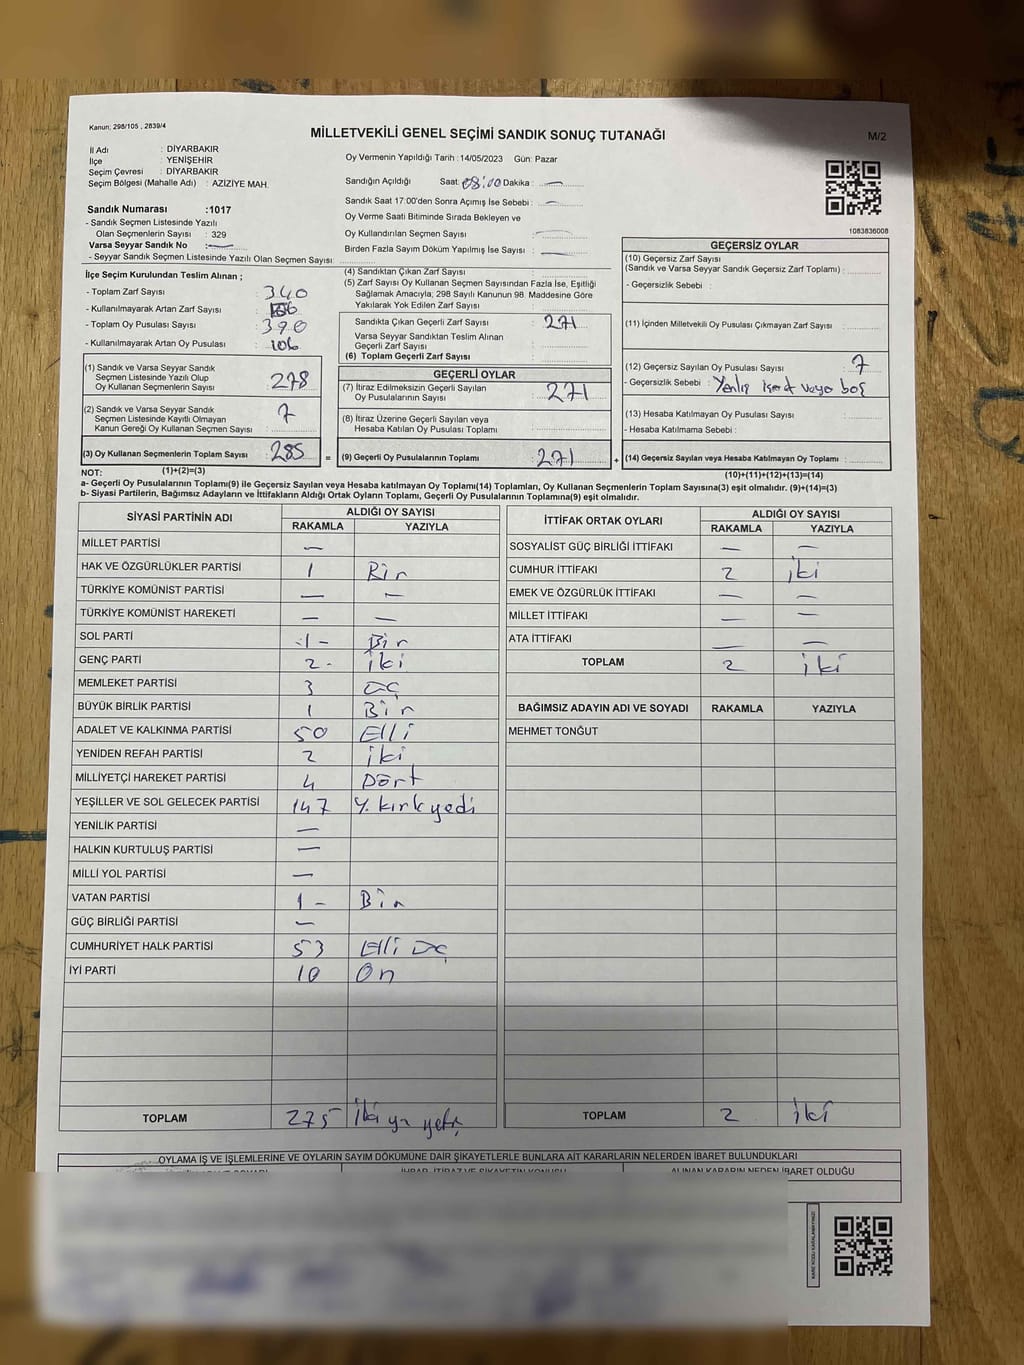 Kanun: 298/105 , 2839/4
MİLLETVEKİLİ GENEL SEÇİMİ SANDIK SONUÇ TUTANAĞI
M/2
İl Adı : DİYARBAKIR
İlçe : YENİŞEHİR
Seçim Çevresi : DİYARBAKIR
Seçim Bölgesi (Mahalle Adı) : AZİZİYE MAH.
Sandık Numarası :1017
- Sandık Seçmen Listesinde Yazılı
Olan Seçmenlerin Sayısı : 329
Varsa Seyyar Sandık No : —
- Seyyar Sandık Seçmen Listesinde Yazılı Olan Seçmen Sayısı:
Oy Vermenin Yapıldığı Tarih : 14/05/2023 Gün: Pazar
Sandığın Açıldığı Saat: 08:00 Dakika : —
Sandık Saat 17:00'den Sonra Açımış İse Sebebi : —
Oy Verme Saati Bitiminde Sırada Bekleyen ve
Oy Kullandırılan Seçmen Sayısı : —
Birden Fazla Sayım Döküm Yapılmış İse Sayısı : —
1083836008
İlçe Seçim Kurulundan Teslim Alınan ;
- Toplam Zarf Sayısı : 340
- Kullanılmayarak Artan Zarf Sayısı :
- Toplam Oy Pusulası Sayısı : 390
- Kullanılmayarak Artan Oy Pusulası : 106
(1) Sandık ve Varsa Seyyar Sandık
Seçmen Listesinde Yazılı Olup
Oy Kullanan Seçmenlerin Sayısı : 278
(2) Sandık ve Varsa Seyyar Sandık
Seçmen Listesinde Kayıtlı Olmayan
Kanun Gereği Oy Kullanan Seçmen Sayısı : 7
(3) Oy Kullanan Seçmenlerin Toplam Sayısı : 285
(4) Sandıktan Çıkan Zarf Sayısı :
(5) Zarf Sayısı Oy Kullanan Seçmen Sayısından Fazla İse, Eşitliği
Sağlamak Amacıyla; 298 Sayılı Kanunun 98. Maddesine Göre
Yakılarak Yok Edilen Zarf Sayısı :
Sandıkta Çıkan Geçerli Zarf Sayısı : 271
Varsa Seyyar Sandıktan Teslim Alınan
Geçerli Zarf Sayısı :
(6) Toplam Geçerli Zarf Sayısı :
GEÇERLİ OYLAR
(7) İtiraz Edilmeksizin Geçerli Sayılan
Oy Pusulalarının Sayısı : 271
(8) İtiraz Üzerine Geçerli Sayılan veya
Hesaba Katılan Oy Pusulası Toplamı :
= (9) Geçerli Oy Pusulalarının Toplamı : 271 +
GEÇERSİZ OYLAR
(10) Geçersiz Zarf Sayısı
(Sandık ve Varsa Seyyar Sandık Geçersiz Zarf Toplamı) :
- Geçersizlik Sebebi :
(11) İçinden Milletvekili Oy Pusulası Çıkmayan Zarf Sayısı :
(12) Geçersiz Sayılan Oy Pusulası Sayısı : 7
- Geçersizlik Sebebi : Yanlış isret veya boş
(13) Hesaba Katılmayan Oy Pusulası Sayısı :
- Hesaba Katılmama Sebebi :
(14) Geçersiz Sayılan veya Hesaba Katılmayan Oy Toplamı :
NOT: (1)+(2)=(3) (10)+(11)+(12)+(13)=(14)
a- Geçerli Oy Pusulalarının Toplamı(9) ile Geçersiz Sayılan veya Hesaba Katılmayan Oy Toplamı(14) Toplamları, Oy Kullanan Seçmenlerin Toplam Sayısına(3) eşit olmalıdır. (9)+(14)=(3)
b- Siyasi Partilerin, Bağımsız Adayların ve İttifakların Aldığı Ortak Oyların Toplamı, Geçerli Oy Pusulalarının Toplamına(9) eşit olmalıdır.
SİYASİ PARTİNİN ADI ALDIĞI OY SAYISI
RAKAMLA YAZIYLA
MİLLET PARTİSİ —
HAK VE ÖZGÜRLÜKLER PARTİSİ 1 Bir
TÜRKİYE KOMÜNİST PARTİSİ — —
TÜRKİYE KOMÜNİST HAREKETİ — —
SOL PARTİ -1- Bir
GENÇ PARTİ 2- iki
MEMLEKET PARTİSİ 3 üç
BÜYÜK BİRLİK PARTİSİ 1 Bir
ADALET VE KALKINMA PARTİSİ 50 Elli
YENİDEN REFAH PARTİSİ 2 iki
MİLLİYETÇİ HAREKET PARTİSİ 4 Dört
YEŞİLLER VE SOL GELECEK PARTİSİ 147 Y. kırk yedi
YENİLİK PARTİSİ —
HALKIN KURTULUŞ PARTİSİ —
MİLLİ YOL PARTİSİ —
VATAN PARTİSİ 1- Bir
GÜÇ BİRLİĞİ PARTİSİ —
CUMHURİYET HALK PARTİSİ 53 Elli üç
İYİ PARTİ 10 On
TOPLAM 275 iki yz
İTTİFAK ORTAK OYLARI ALDIĞI OY SAYISI
RAKAMLA YAZIYLA
SOSYALİST GÜÇ BİRLİĞİ İTTİFAKI — —
CUMHUR İTTİFAKI 2 iki
EMEK VE ÖZGÜRLÜK İTTİFAKI — —
MİLLET İTTİFAKI — —
ATA İTTİFAKI — —
TOPLAM 2 iki
BAĞIMSIZ ADAYIN ADI VE SOYADI RAKAMLA YAZIYLA
MEHMET TONĞUT
TOPLAM 2 iki
OYLAMA İŞ VE İŞLEMLERİNE VE OYLARIN SAYIM DÖKÜMÜNE DAİR ŞİKAYETLERLE BUNLARA AİT KARARLARIN NELERDEN İBARET BULUNDUKLARI
İHBAR, İTİRAZ VE ŞİKAYETİN KONUSU ALINAN KARARIN NEDEN İBARET OLDUĞU